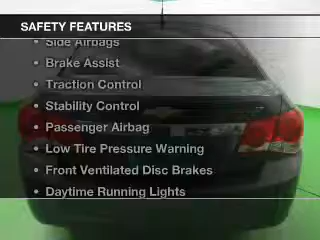 SAFETY FEATURES
• Side Airbags
• Brake Assist
• Traction Control
• Stability Control
• Passenger Airbag
• Low Tire Pressure Warning
• Front Ventilated Disc Brakes
• Daytime Running Lights